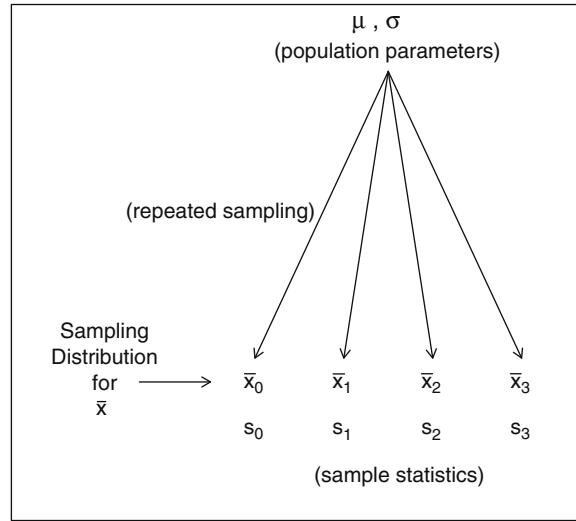 μ , σ
(population parameters)
(repeated sampling)
Sampling
Distribution
for
x̄
x̄₀ x̄₁ x̄₂ x̄₃
s₀ s₁ s₂ s₃
(sample statistics)